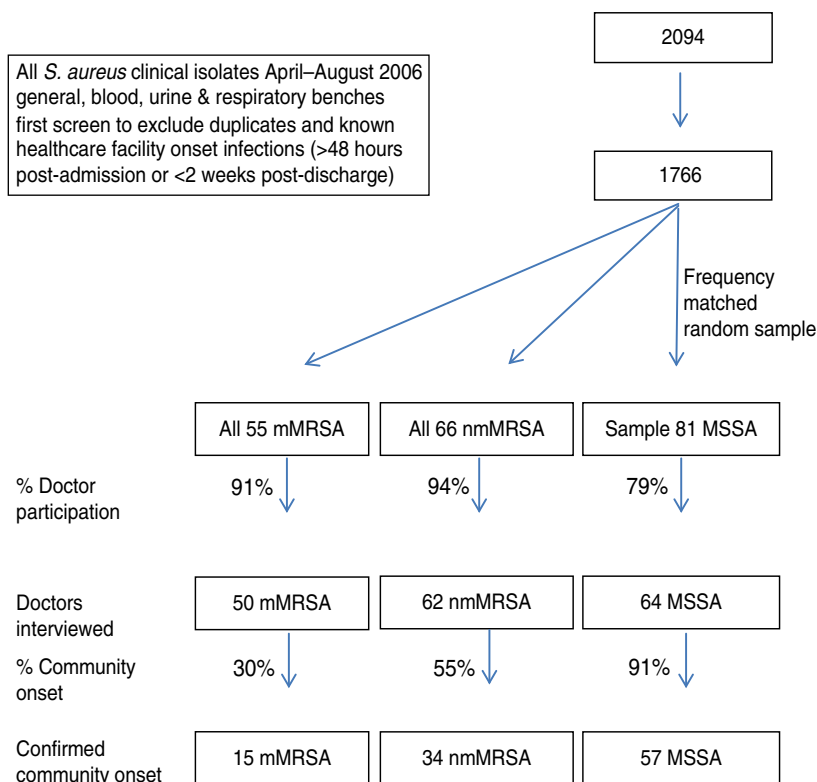 2094
All S. aureus clinical isolates April–August 2006
general, blood, urine & respiratory benches
first screen to exclude duplicates and known
healthcare facility onset infections (>48 hours
post-admission or <2 weeks post-discharge)
1766
Frequency
matched
random sample
All 55 mMRSA
All 66 nmMRSA
Sample 81 MSSA
% Doctor
participation
91%
94%
79%
Doctors
interviewed
50 mMRSA
62 nmMRSA
64 MSSA
% Community
onset
30%
55%
91%
Confirmed
community onset
15 mMRSA
34 nmMRSA
57 MSSA